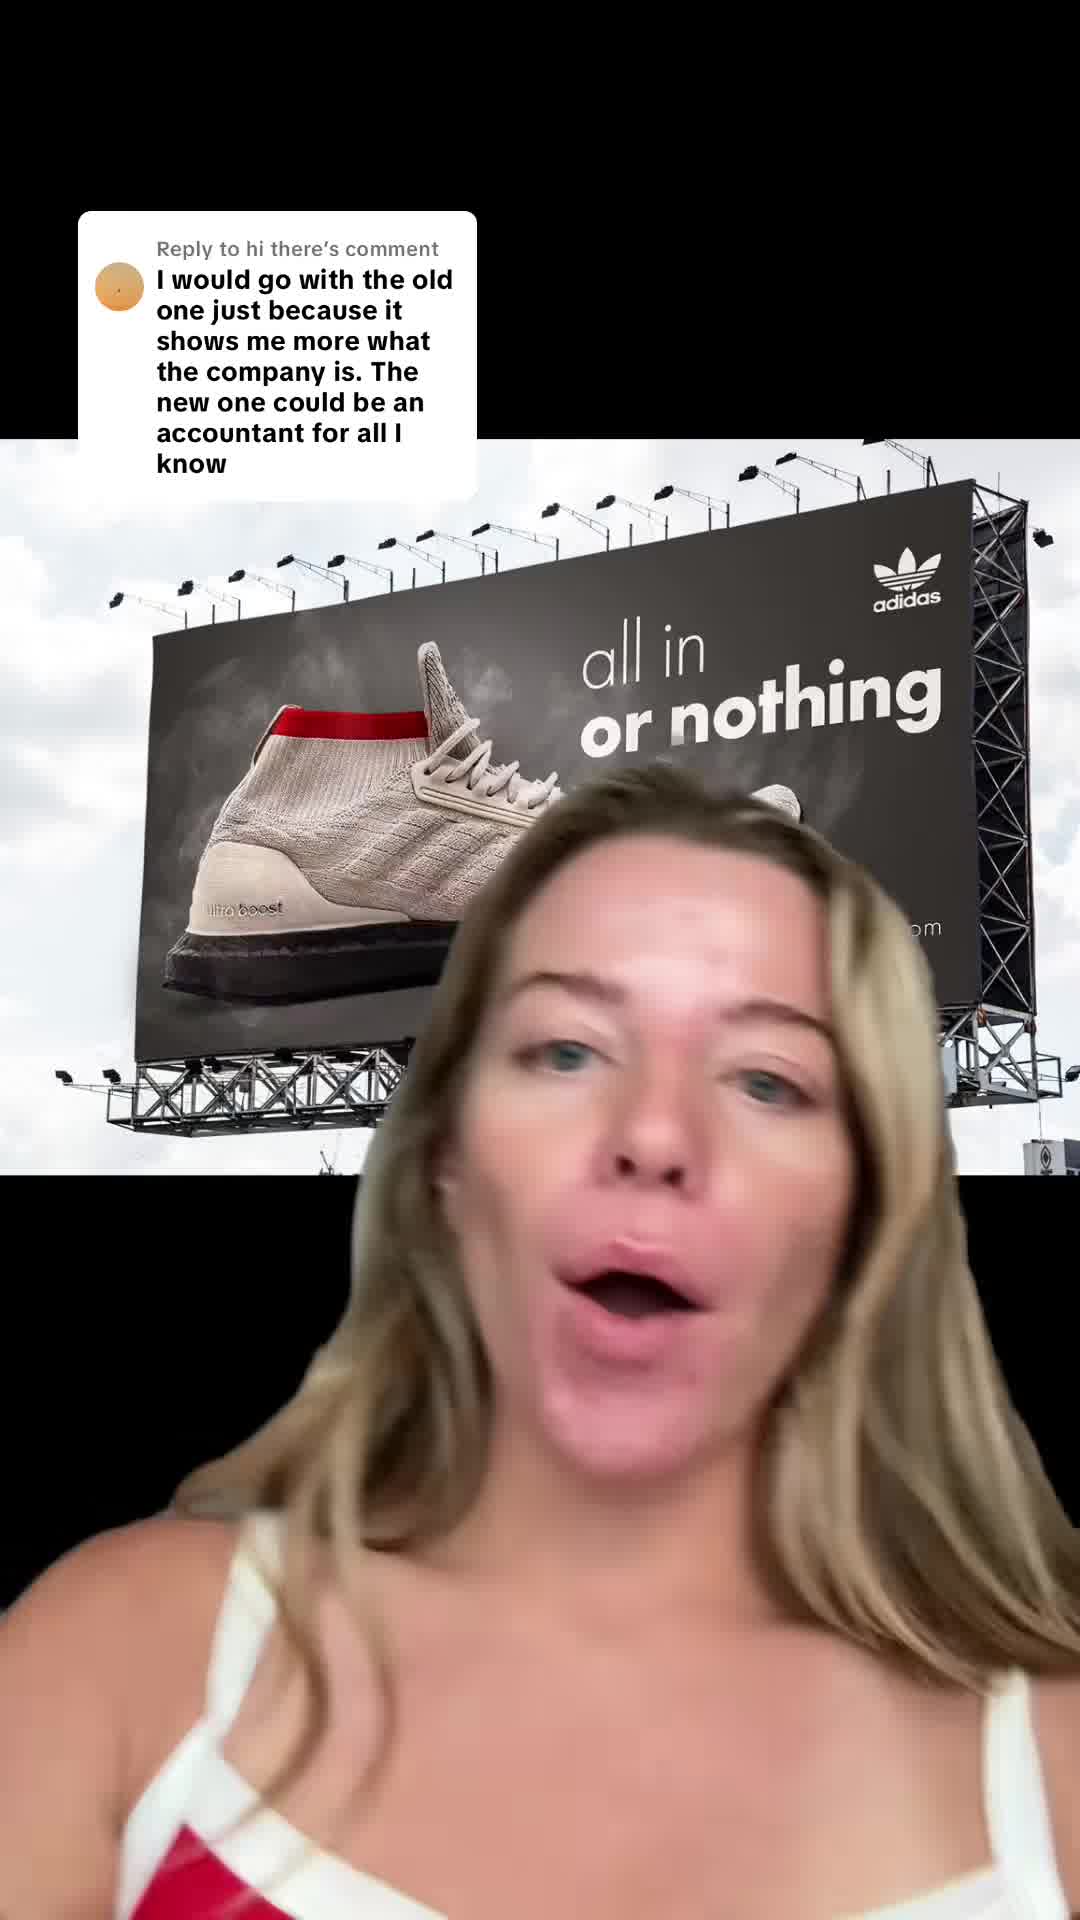 Reply to hi there's comment
I would go with the old
one just because it
shows me more what
the company is. The
new one could be an
accountant for all I
know
adidas
all in
or nothing
ultra boost
om